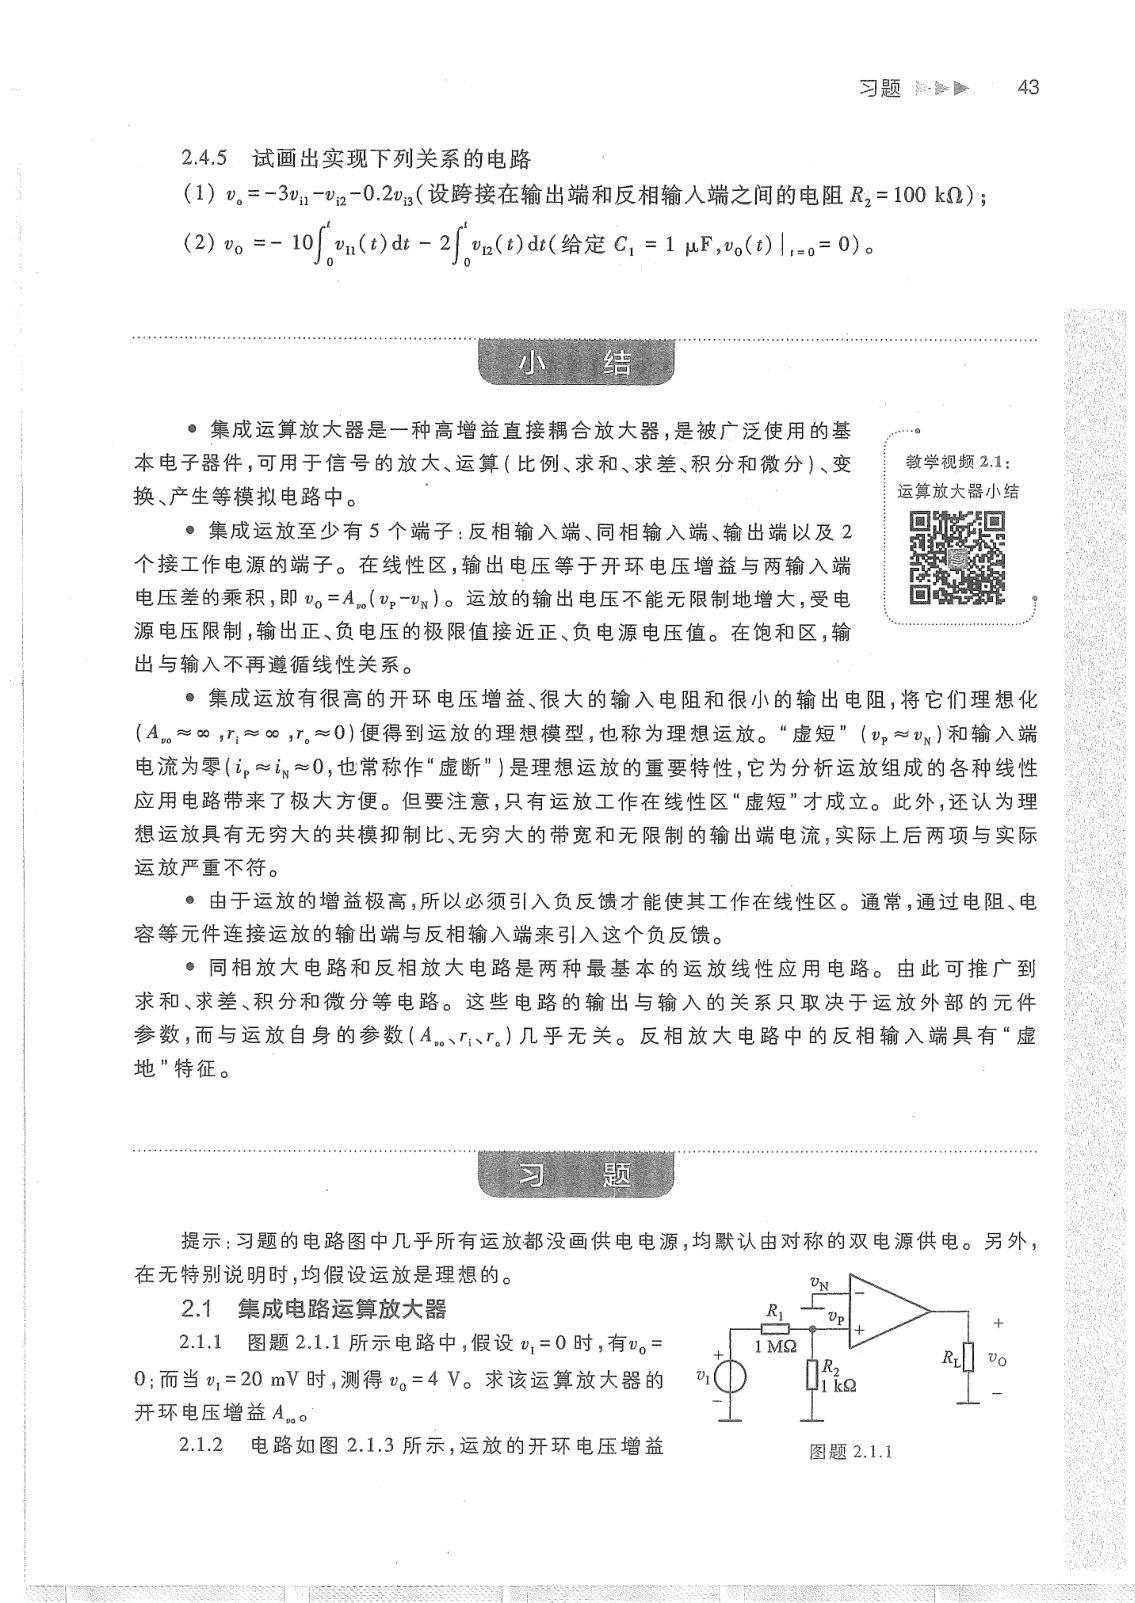 习题 43
2.4.5 试画出实现下列关系的电路
(1) vₒ=-3vᵢ₁-vᵢ₂-0.2vᵢ₃(设跨接在输出端和反相输入端之间的电阻 R₂=100 kΩ);
(2) v_O=-10∫₀ᵗv_I1(t)dt-2∫₀ᵗv_I2(t)dt(给定 C₁=1 μF,v_O(t)|ₜ₌₀=0)。
小 结
● 集成运算放大器是一种高增益直接耦合放大器,是被广泛使用的基
本电子器件,可用于信号的放大、运算(比例、求和、求差、积分和微分)、变
换、产生等模拟电路中。
教学视频 2.1:
运算放大器小结
● 集成运放至少有 5 个端子:反相输入端、同相输入端、输出端以及 2
个接工作电源的端子。在线性区,输出电压等于开环电压增益与两输入端
电压差的乘积,即 v_O=A_vo(v_P-v_N)。运放的输出电压不能无限制地增大,受电
源电压限制,输出正、负电压的极限值接近正、负电源电压值。在饱和区,输
出与输入不再遵循线性关系。
● 集成运放有很高的开环电压增益、很大的输入电阻和很小的输出电阻,将它们理想化
(A_vo≈∞,rᵢ≈∞,rₒ≈0)便得到运放的理想模型,也称为理想运放。“虚短”(v_P≈v_N)和输入端
电流为零(i_P≈i_N≈0,也常称作“虚断”)是理想运放的重要特性,它为分析运放组成的各种线性
应用电路带来了极大方便。但要注意,只有运放工作在线性区“虚短”才成立。此外,还认为理
想运放具有无穷大的共模抑制比、无穷大的带宽和无限制的输出端电流,实际上后两项与实际
运放严重不符。
● 由于运放的增益极高,所以必须引入负反馈才能使其工作在线性区。通常,通过电阻、电
容等元件连接运放的输出端与反相输入端来引入这个负反馈。
● 同相放大电路和反相放大电路是两种最基本的运放线性应用电路。由此可推广到
求和、求差、积分和微分等电路。这些电路的输出与输入的关系只取决于运放外部的元件
参数,而与运放自身的参数(A_vo、rᵢ、rₒ)几乎无关。反相放大电路中的反相输入端具有“虚
地”特征。
习 题
提示:习题的电路图中几乎所有运放都没画供电电源,均默认由对称的双电源供电。另外,
在无特别说明时,均假设运放是理想的。
2.1 集成电路运算放大器
2.1.1 图题 2.1.1 所示电路中,假设 v_I=0 时,有v_O=
0;而当 v_I=20 mV 时,测得 v_O=4 V。求该运算放大器的
开环电压增益 A_vo。
2.1.2 电路如图 2.1.3 所示,运放的开环电压增益
v_N
-
R₁
v_P
+
1 MΩ
+
v_I
-
R₂
1 kΩ
R_L
+
v_O
-
图题 2.1.1